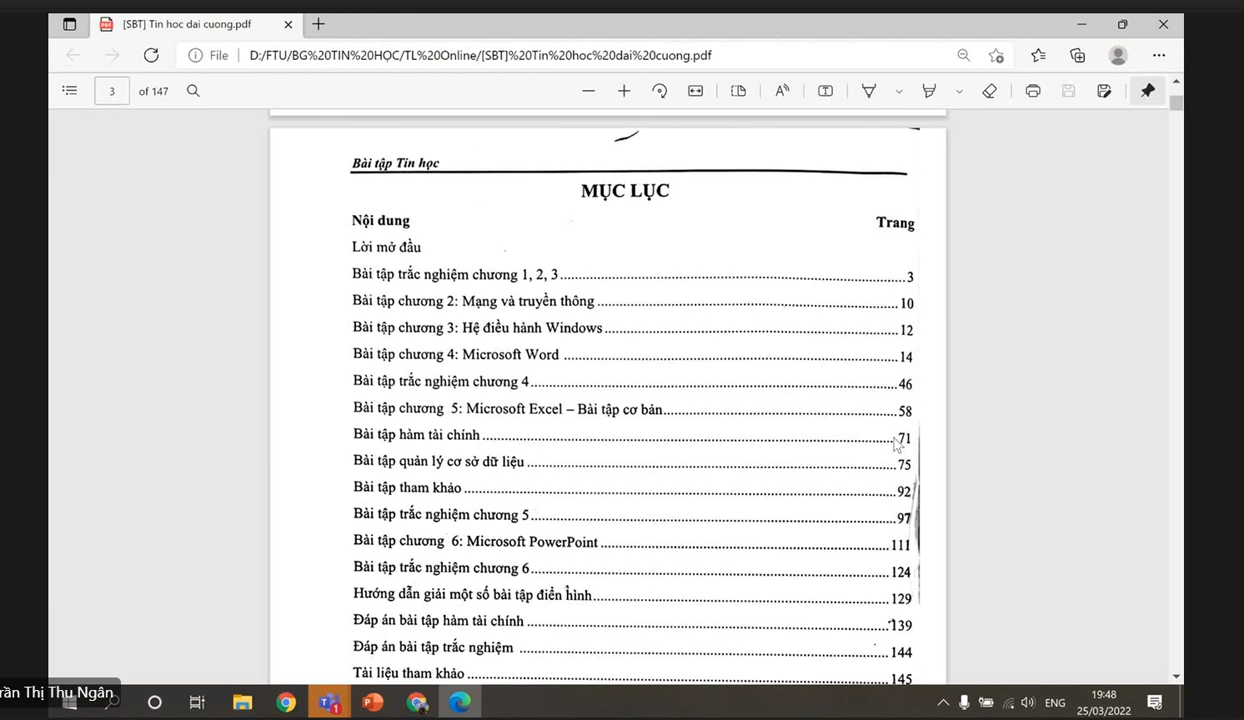 [SBT] Tin hoc dai cuong.pdf
File D:/FTU/BG%20TIN%20HỌC/TL%20Online/[SBT]%20Tin%20hoc%20dai%20cuong.pdf
3 of 147
Bài tập Tin học
MỤC LỤC
Nội dung Trang
Lời mở đầu
Bài tập trắc nghiệm chương 1, 2, 3 3
Bài tập chương 2: Mạng và truyền thông 10
Bài tập chương 3: Hệ điều hành Windows 12
Bài tập chương 4: Microsoft Word 14
Bài tập trắc nghiệm chương 4 46
Bài tập chương 5: Microsoft Excel – Bài tập cơ bản 58
Bài tập hàm tài chính 71
Bài tập quản lý cơ sở dữ liệu 75
Bài tập tham khảo 92
Bài tập trắc nghiệm chương 5 97
Bài tập chương 6: Microsoft PowerPoint 111
Bài tập trắc nghiệm chương 6 124
Hướng dẫn giải một số bài tập điển hình 129
Đáp án bài tập hàm tài chính 139
Đáp án bài tập trắc nghiệm 144
Tài liệu tham khảo 145
rần Thị Thu Ngân
ENG
19:48
25/03/2022